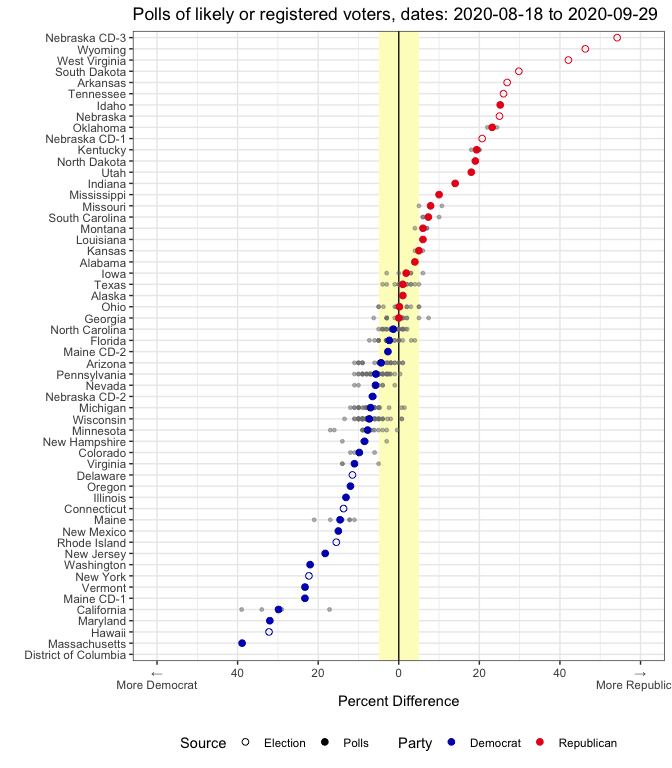 Polls of likely or registered voters, dates: 2020-08-18 to 2020-09-29
Nebraska CD-3
Wyoming
West Virginia
South Dakota
Arkansas
Tennessee
Idaho
Nebraska
Oklahoma
Nebraska CD-1
Kentucky
North Dakota
Utah
Indiana
Mississippi
Missouri
South Carolina
Montana
Louisiana
Kansas
Alabama
Iowa
Texas
Alaska
Ohio
Georgia
North Carolina
Florida
Maine CD-2
Arizona
Pennsylvania
Nevada
Nebraska CD-2
Michigan
Wisconsin
Minnesota
New Hampshire
Colorado
Virginia
Delaware
Oregon
Illinois
Connecticut
Maine
New Mexico
Rhode Island
New Jersey
Washington
New York
Vermont
Maine CD-1
California
Maryland
Hawaii
Massachusetts
District of Columbia
← 40 20 0 20 40 →
More Democrat More Republic
Percent Difference
Source Election Polls Party Democrat Republican